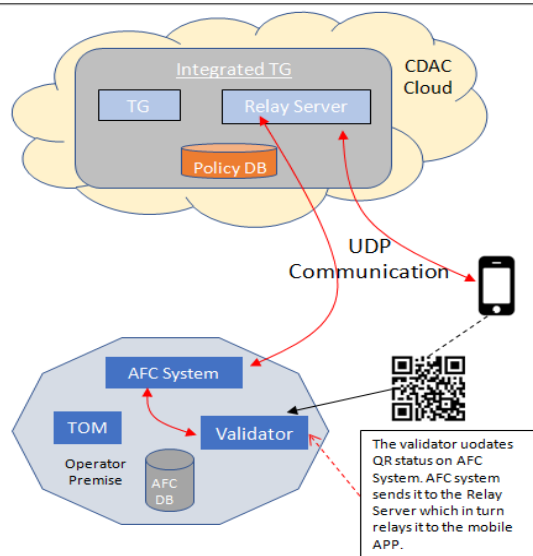 Integrated TG
CDAC
Cloud
TG
Relay Server
Policy DB
UDP
Communication
AFC System
TOM
Validator
Operator
Premise
AFC
DB
The validator uodates
QR status on AFC
System. AFC system
sends it to the Relay
Server which in turn
relays it to the mobile
APP.